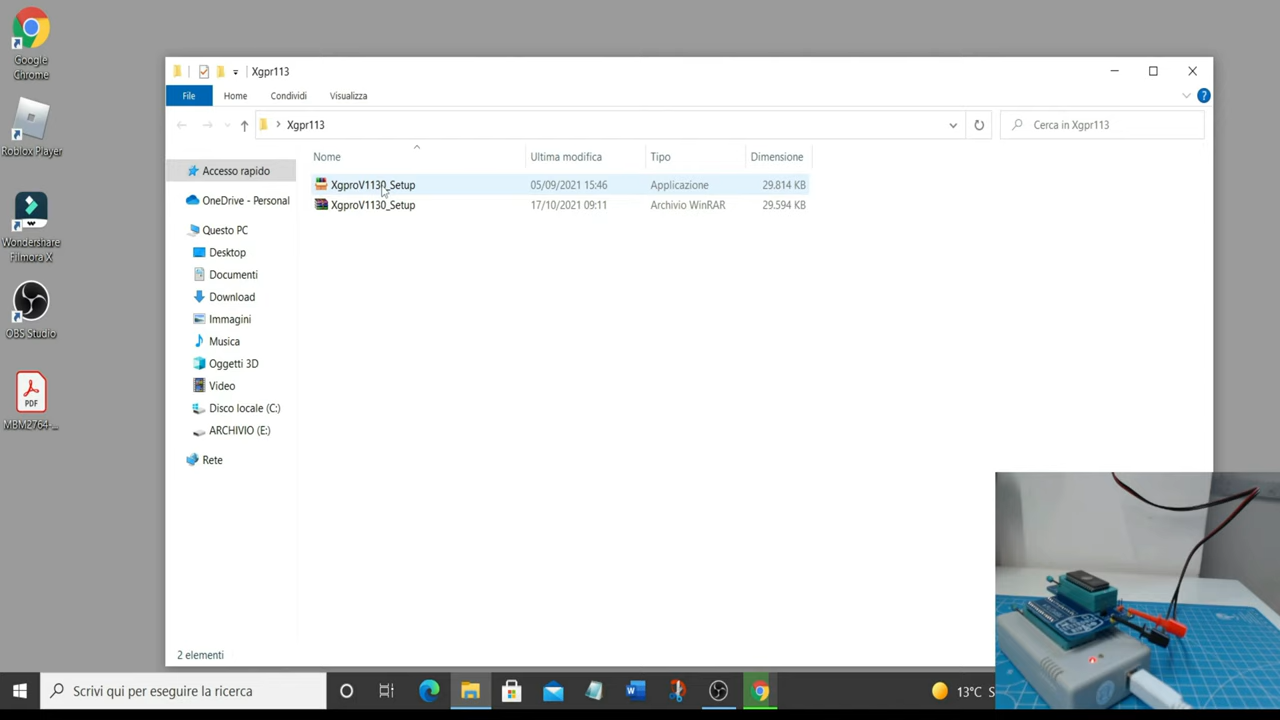 Google
Chrome
Roblox Player
Wondershare
Filmora X
OBS Studio
PDF
MBM2764-...
Xgpr113
File
Home
Condividi
Visualizza
Xgpr113
Cerca in Xgpr113
Nome
Ultima modifica
Tipo
Dimensione
XgproV1130_Setup
05/09/2021 15:46
Applicazione
29.814 KB
XgproV1130_Setup
17/10/2021 09:11
Archivio WinRAR
29.594 KB
Accesso rapido
OneDrive - Personal
Questo PC
Desktop
Documenti
Download
Immagini
Musica
Oggetti 3D
Video
Disco locale (C:)
ARCHIVIO (E:)
Rete
2 elementi
Scrivi qui per eseguire la ricerca
13°C S